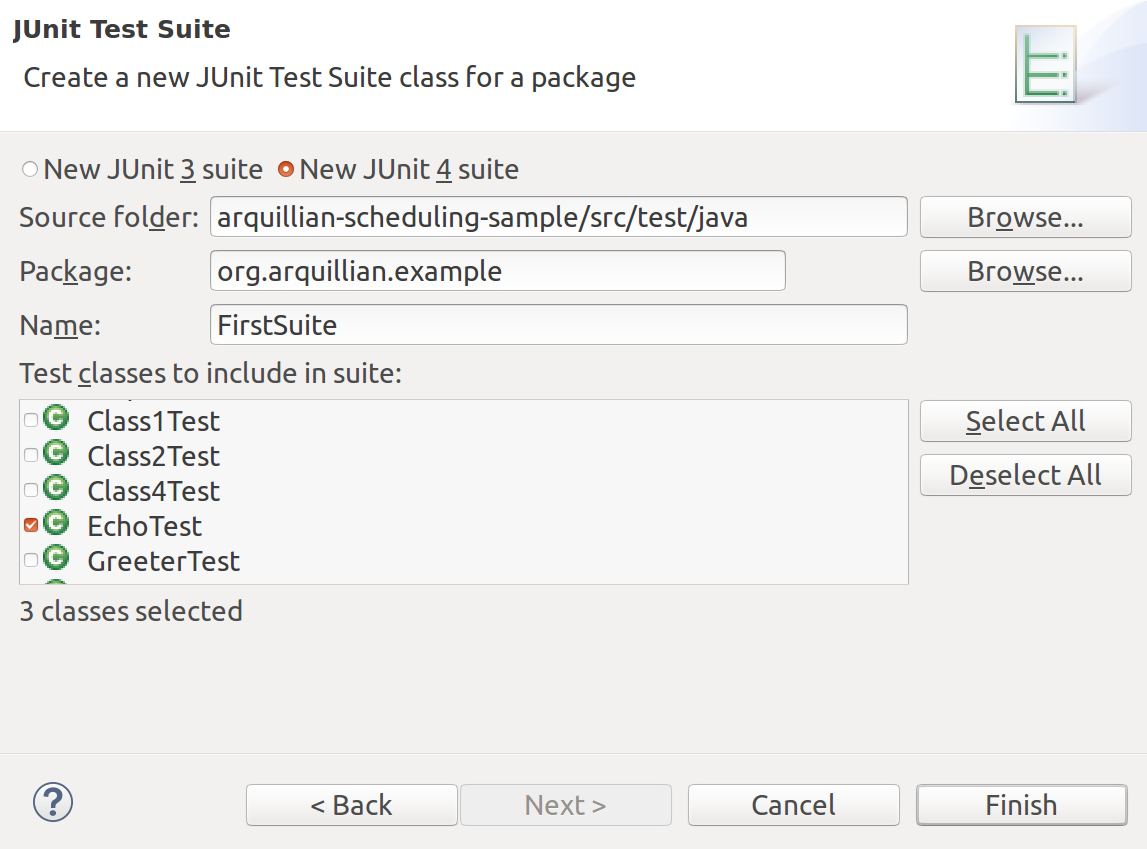 JUnit Test Suite
Create a new JUnit Test Suite class for a package
New JUnit 3 suite New JUnit 4 suite
Source folder: arquillian-scheduling-sample/src/test/java Browse...
Package: org.arquillian.example Browse...
Name: FirstSuite
Test classes to include in suite:
Class1Test Select All
Class2Test
Class4Test Deselect All
EchoTest
GreeterTest
3 classes selected
? < Back Next > Cancel Finish